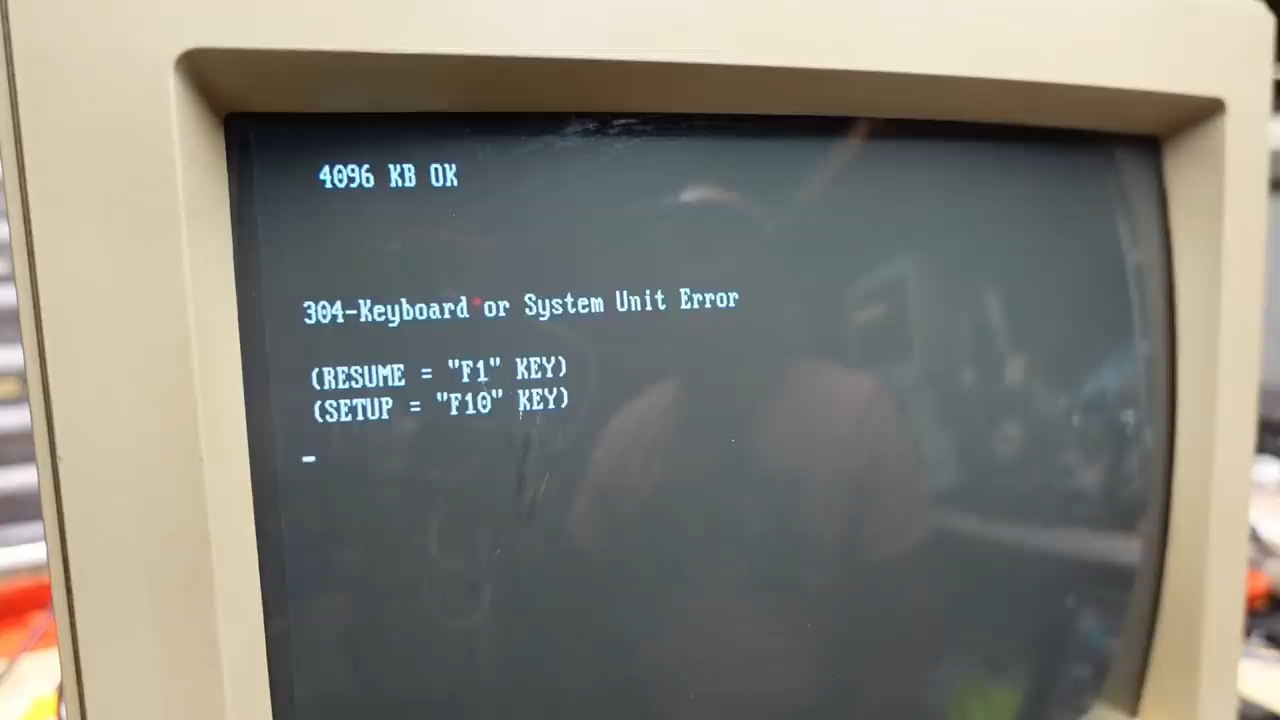 4096 KB OK
304-Keyboard or System Unit Error
(RESUME = "F1" KEY)
(SETUP = "F10" KEY)